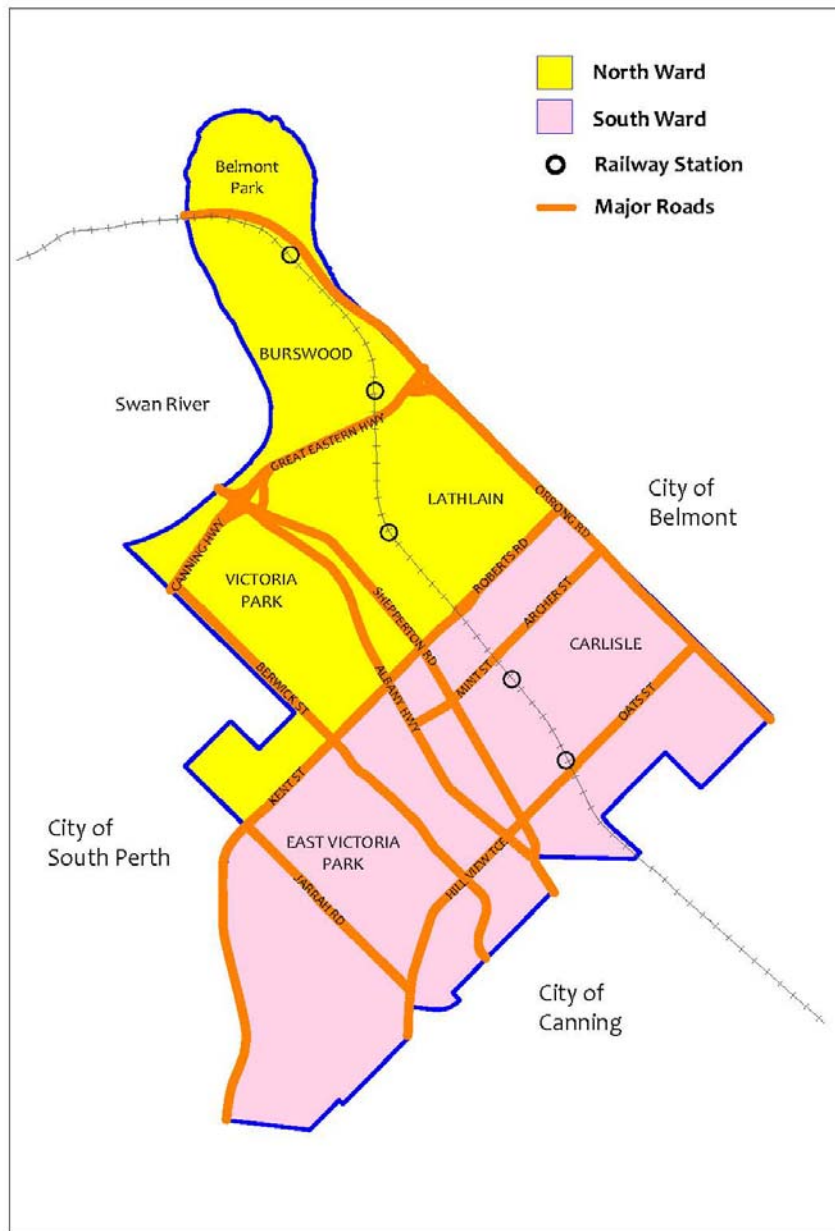 North Ward
South Ward
Railway Station
Major Roads
Belmont
Park
BURSWOOD
Swan River
GREAT EASTERN HWY
LATHLAIN
City of
Belmont
ORRONG RD
CANNING HWY
VICTORIA
PARK
SHEPPERTON RD
ROBERTS RD
ARCHER ST
CARLISLE
MINT ST
BERWICK ST
ALBANY HWY
OATS ST
KENT ST
City of
South Perth
EAST VICTORIA
PARK
JARRAH RD
HILL VIEW TCE
City of
Canning